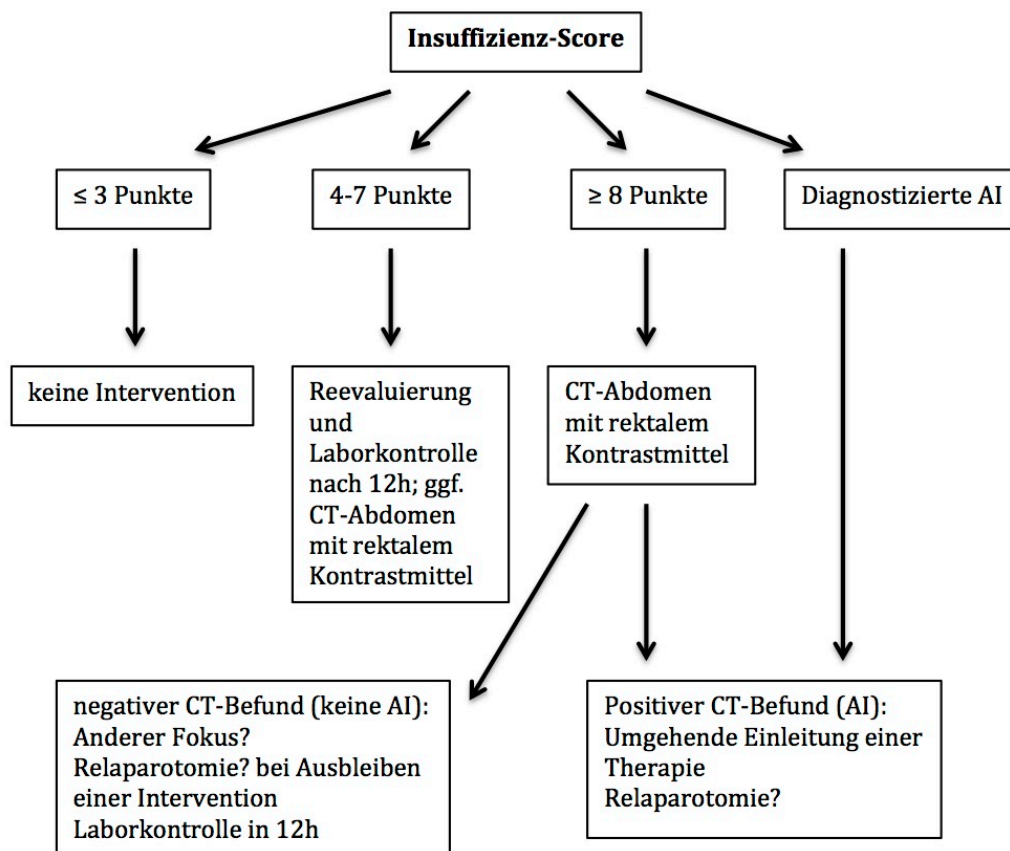 Insuffizienz-Score
≤ 3 Punkte
4-7 Punkte
≥ 8 Punkte
Diagnostizierte AI
keine Intervention
Reevaluierung
und
Laborkontrolle
nach 12h; ggf.
CT-Abdomen
mit rektalem
Kontrastmittel
CT-Abdomen
mit rektalem
Kontrastmittel
negativer CT-Befund (keine AI):
Anderer Fokus?
Relaparotomie? bei Ausbleiben
einer Intervention
Laborkontrolle in 12h
Positiver CT-Befund (AI):
Umgehende Einleitung einer
Therapie
Relaparotomie?